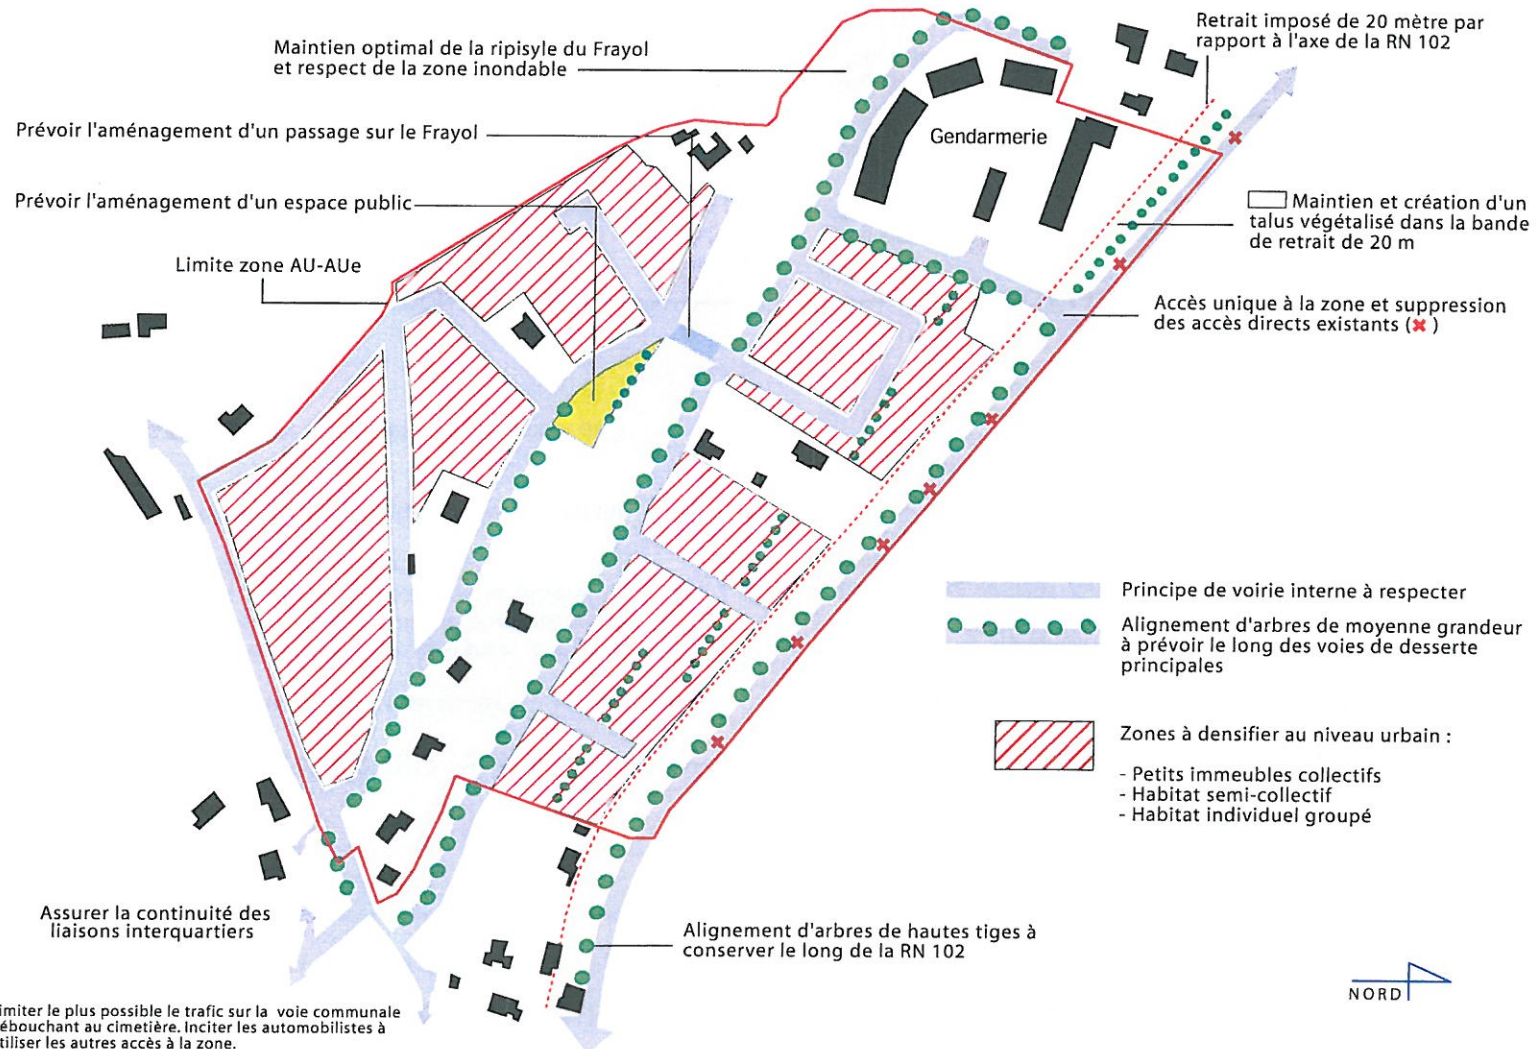 Maintien optimal de la ripisyle du Frayol
et respect de la zone inondable
Retrait imposé de 20 mètre par
rapport à l'axe de la RN 102
Prévoir l'aménagement d'un passage sur le Frayol
Gendarmerie
Prévoir l'aménagement d'un espace public
Maintien et création d'un
talus végétalisé dans la bande
de retrait de 20 m
Limite zone AU-AUe
Accès unique à la zone et suppression
des accès directs existants (✖)
Principe de voirie interne à respecter
Alignement d'arbres de moyenne grandeur
à prévoir le long des voies de desserte
principales
Zones à densifier au niveau urbain :
- Petits immeubles collectifs
- Habitat semi-collectif
- Habitat individuel groupé
Assurer la continuité des
liaisons interquartiers
Alignement d'arbres de hautes tiges à
conserver le long de la RN 102
NORD
imiter le plus possible le trafic sur la voie communale
ébouchant au cimetière. Inciter les automobilistes à
tiliser les autres accès à la zone.